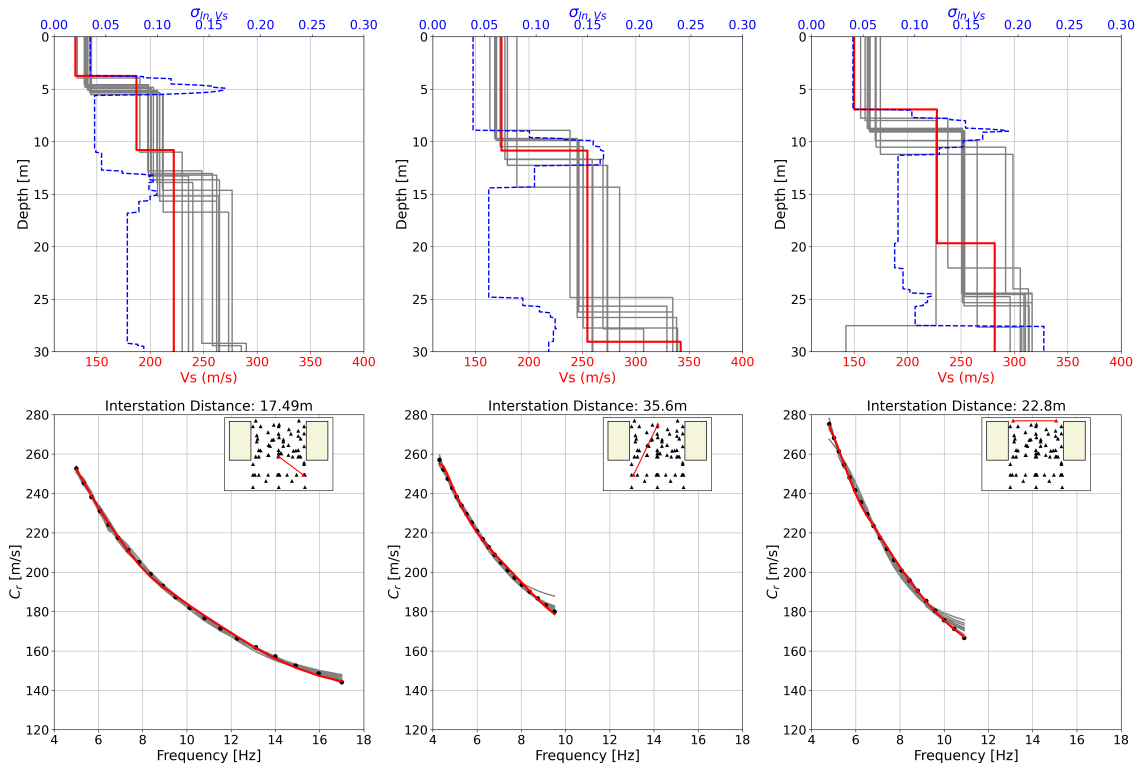 σln, Vs σln, Vs σln, Vs
0.00 0.05 0.10 0.15 0.20 0.25 0.30 0.00 0.05 0.10 0.15 0.20 0.25 0.30 0.00 0.05 0.10 0.15 0.20 0.25 0.30
0 0 0
5 5 5
10 10 10
Depth [m] Depth [m] Depth [m]
15 15 15
20 20 20
25 25 25
30 30 30
150 200 250 300 350 400 150 200 250 300 350 400 150 200 250 300 350 400
Vs (m/s) Vs (m/s) Vs (m/s)
Interstation Distance: 17.49m Interstation Distance: 35.6m Interstation Distance: 22.8m
280 280 280
260 260 260
240 240 240
220 220 220
200 200 200
Cr [m/s] Cr [m/s] Cr [m/s]
180 180 180
160 160 160
140 140 140
120 120 120
4 6 8 10 12 14 16 18 4 6 8 10 12 14 16 18 4 6 8 10 12 14 16 18
Frequency [Hz] Frequency [Hz] Frequency [Hz]